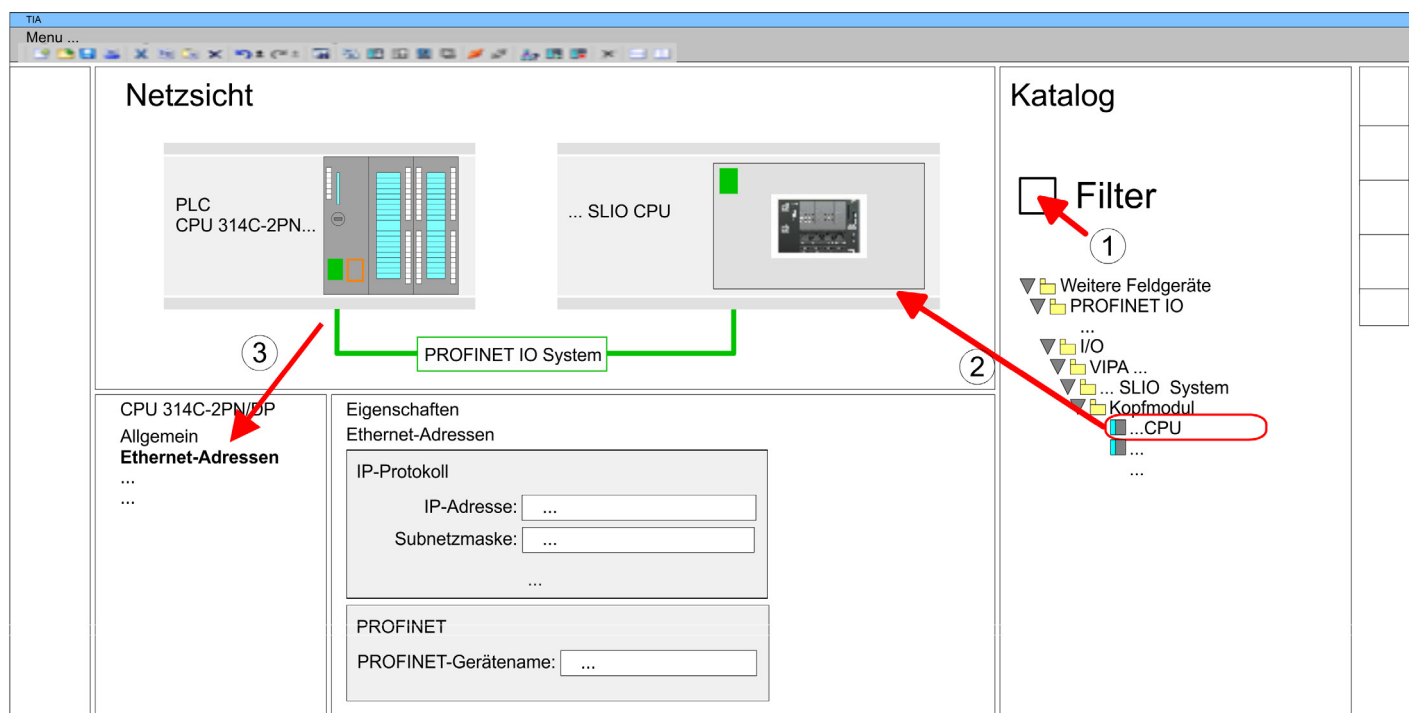 TIA
Menu ...
Netzsicht
PLC
CPU 314C-2PN...
... SLIO CPU
PROFINET IO System
3
2
Katalog
Filter
1
Weitere Feldgeräte
PROFINET IO
...
I/O
VIPA ...
... SLIO System
Kopfmodul
...CPU
...
...
CPU 314C-2PN/DP
Allgemein
Ethernet-Adressen
...
...
Eigenschaften
Ethernet-Adressen
IP-Protokoll
IP-Adresse: ...
Subnetzmaske: ...
...
PROFINET
PROFINET-Gerätename: ...